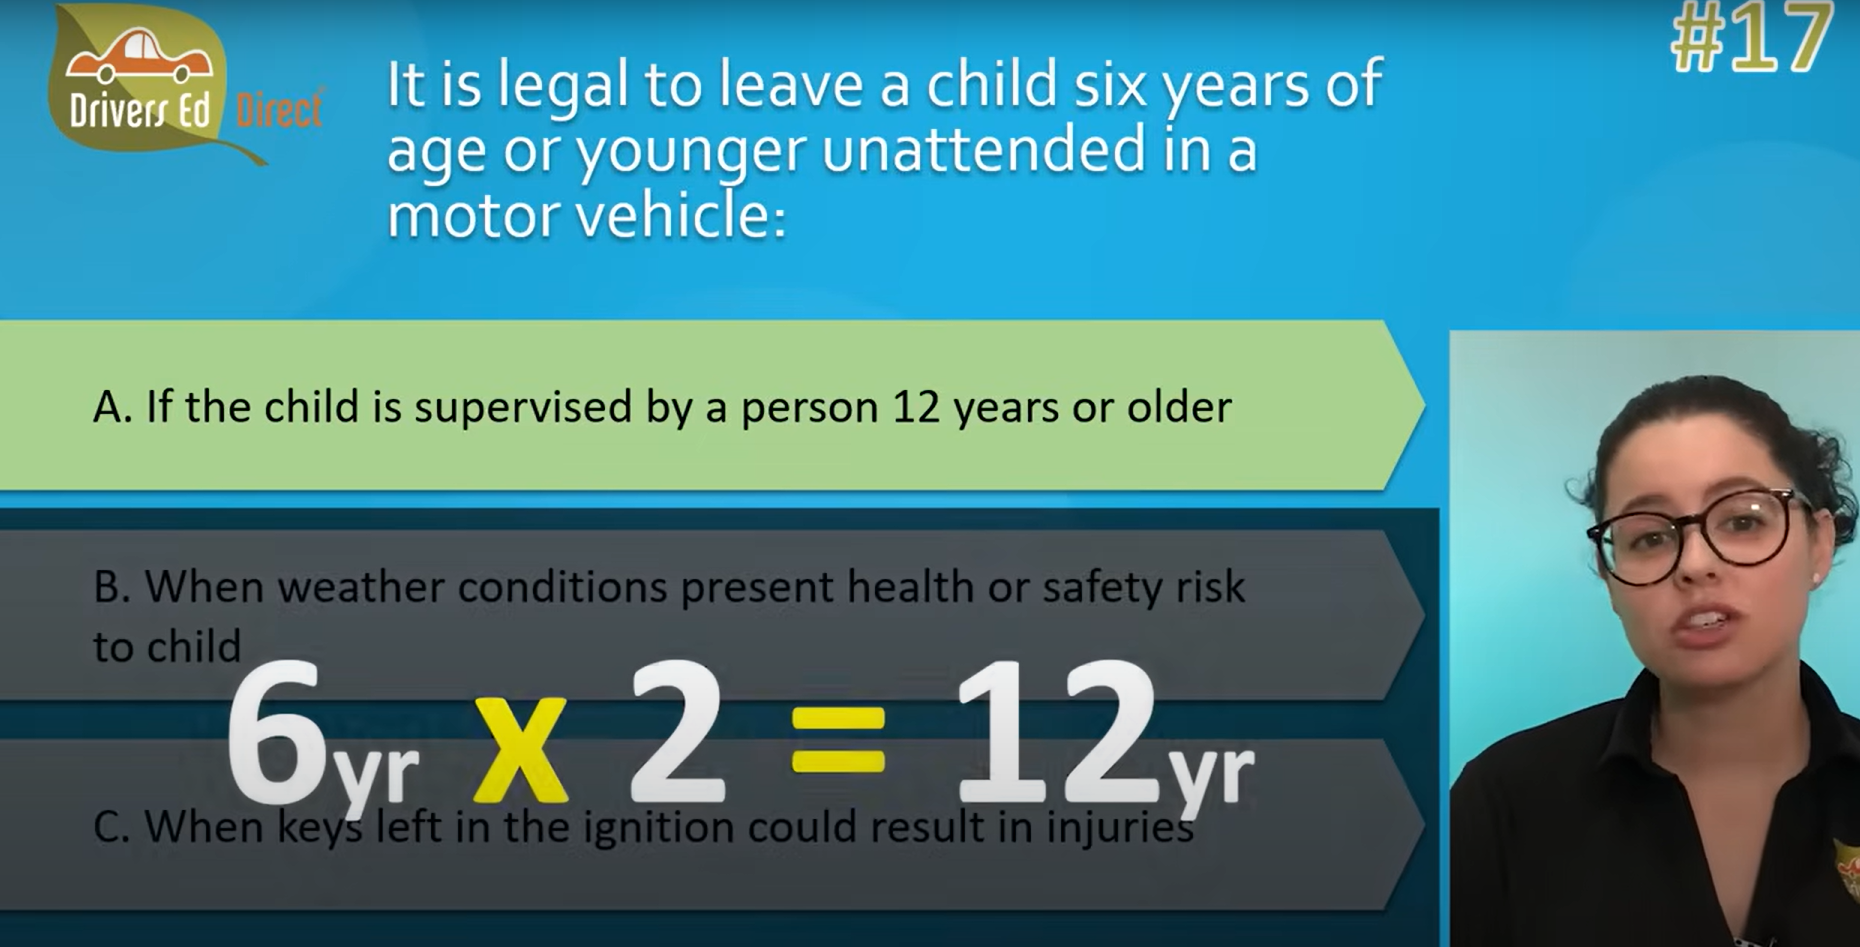 #17
Drivers Ed Direct
It is legal to leave a child six years of
age or younger unattended in a
motor vehicle:
A. If the child is supervised by a person 12 years or older
B. When weather conditions present health or safety risk
to child
6yr x 2 = 12yr
C. When keys left in the ignition could result in injuries